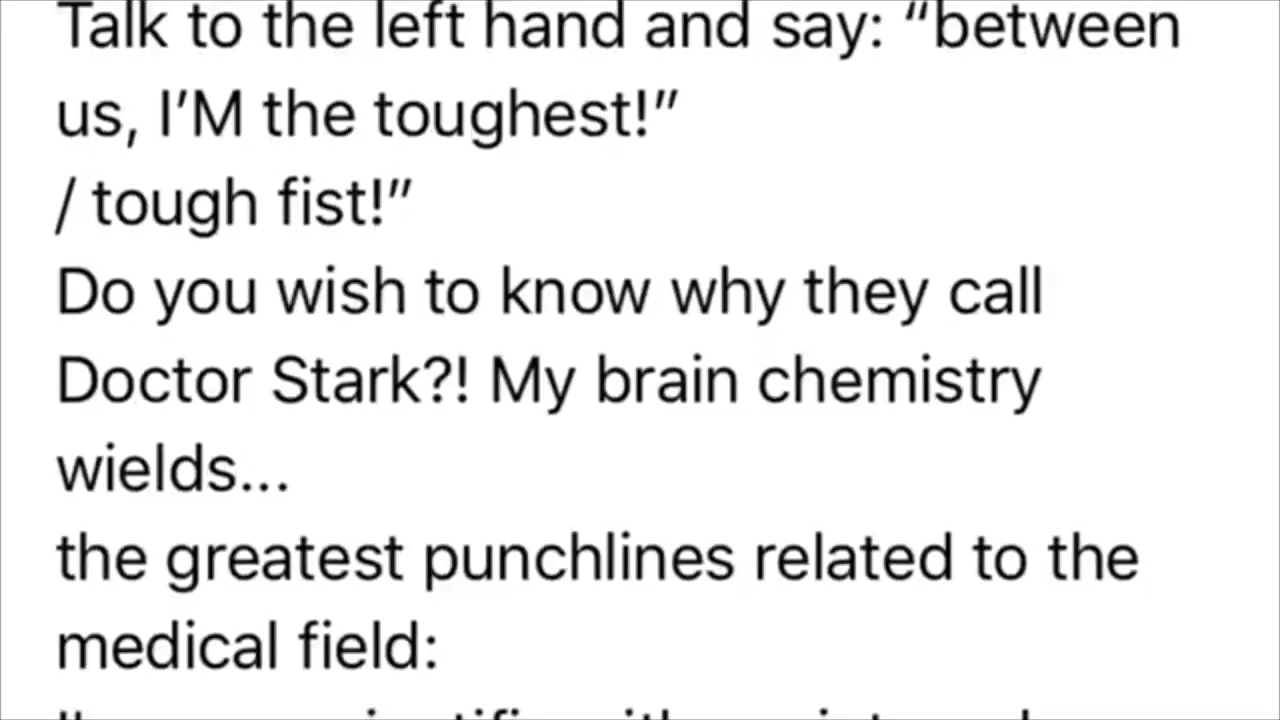 Talk to the left hand and say: “between
us, I’M the toughest!”
/ tough fist!”
Do you wish to know why they call
Doctor Stark?! My brain chemistry
wields...
the greatest punchlines related to the
medical field: